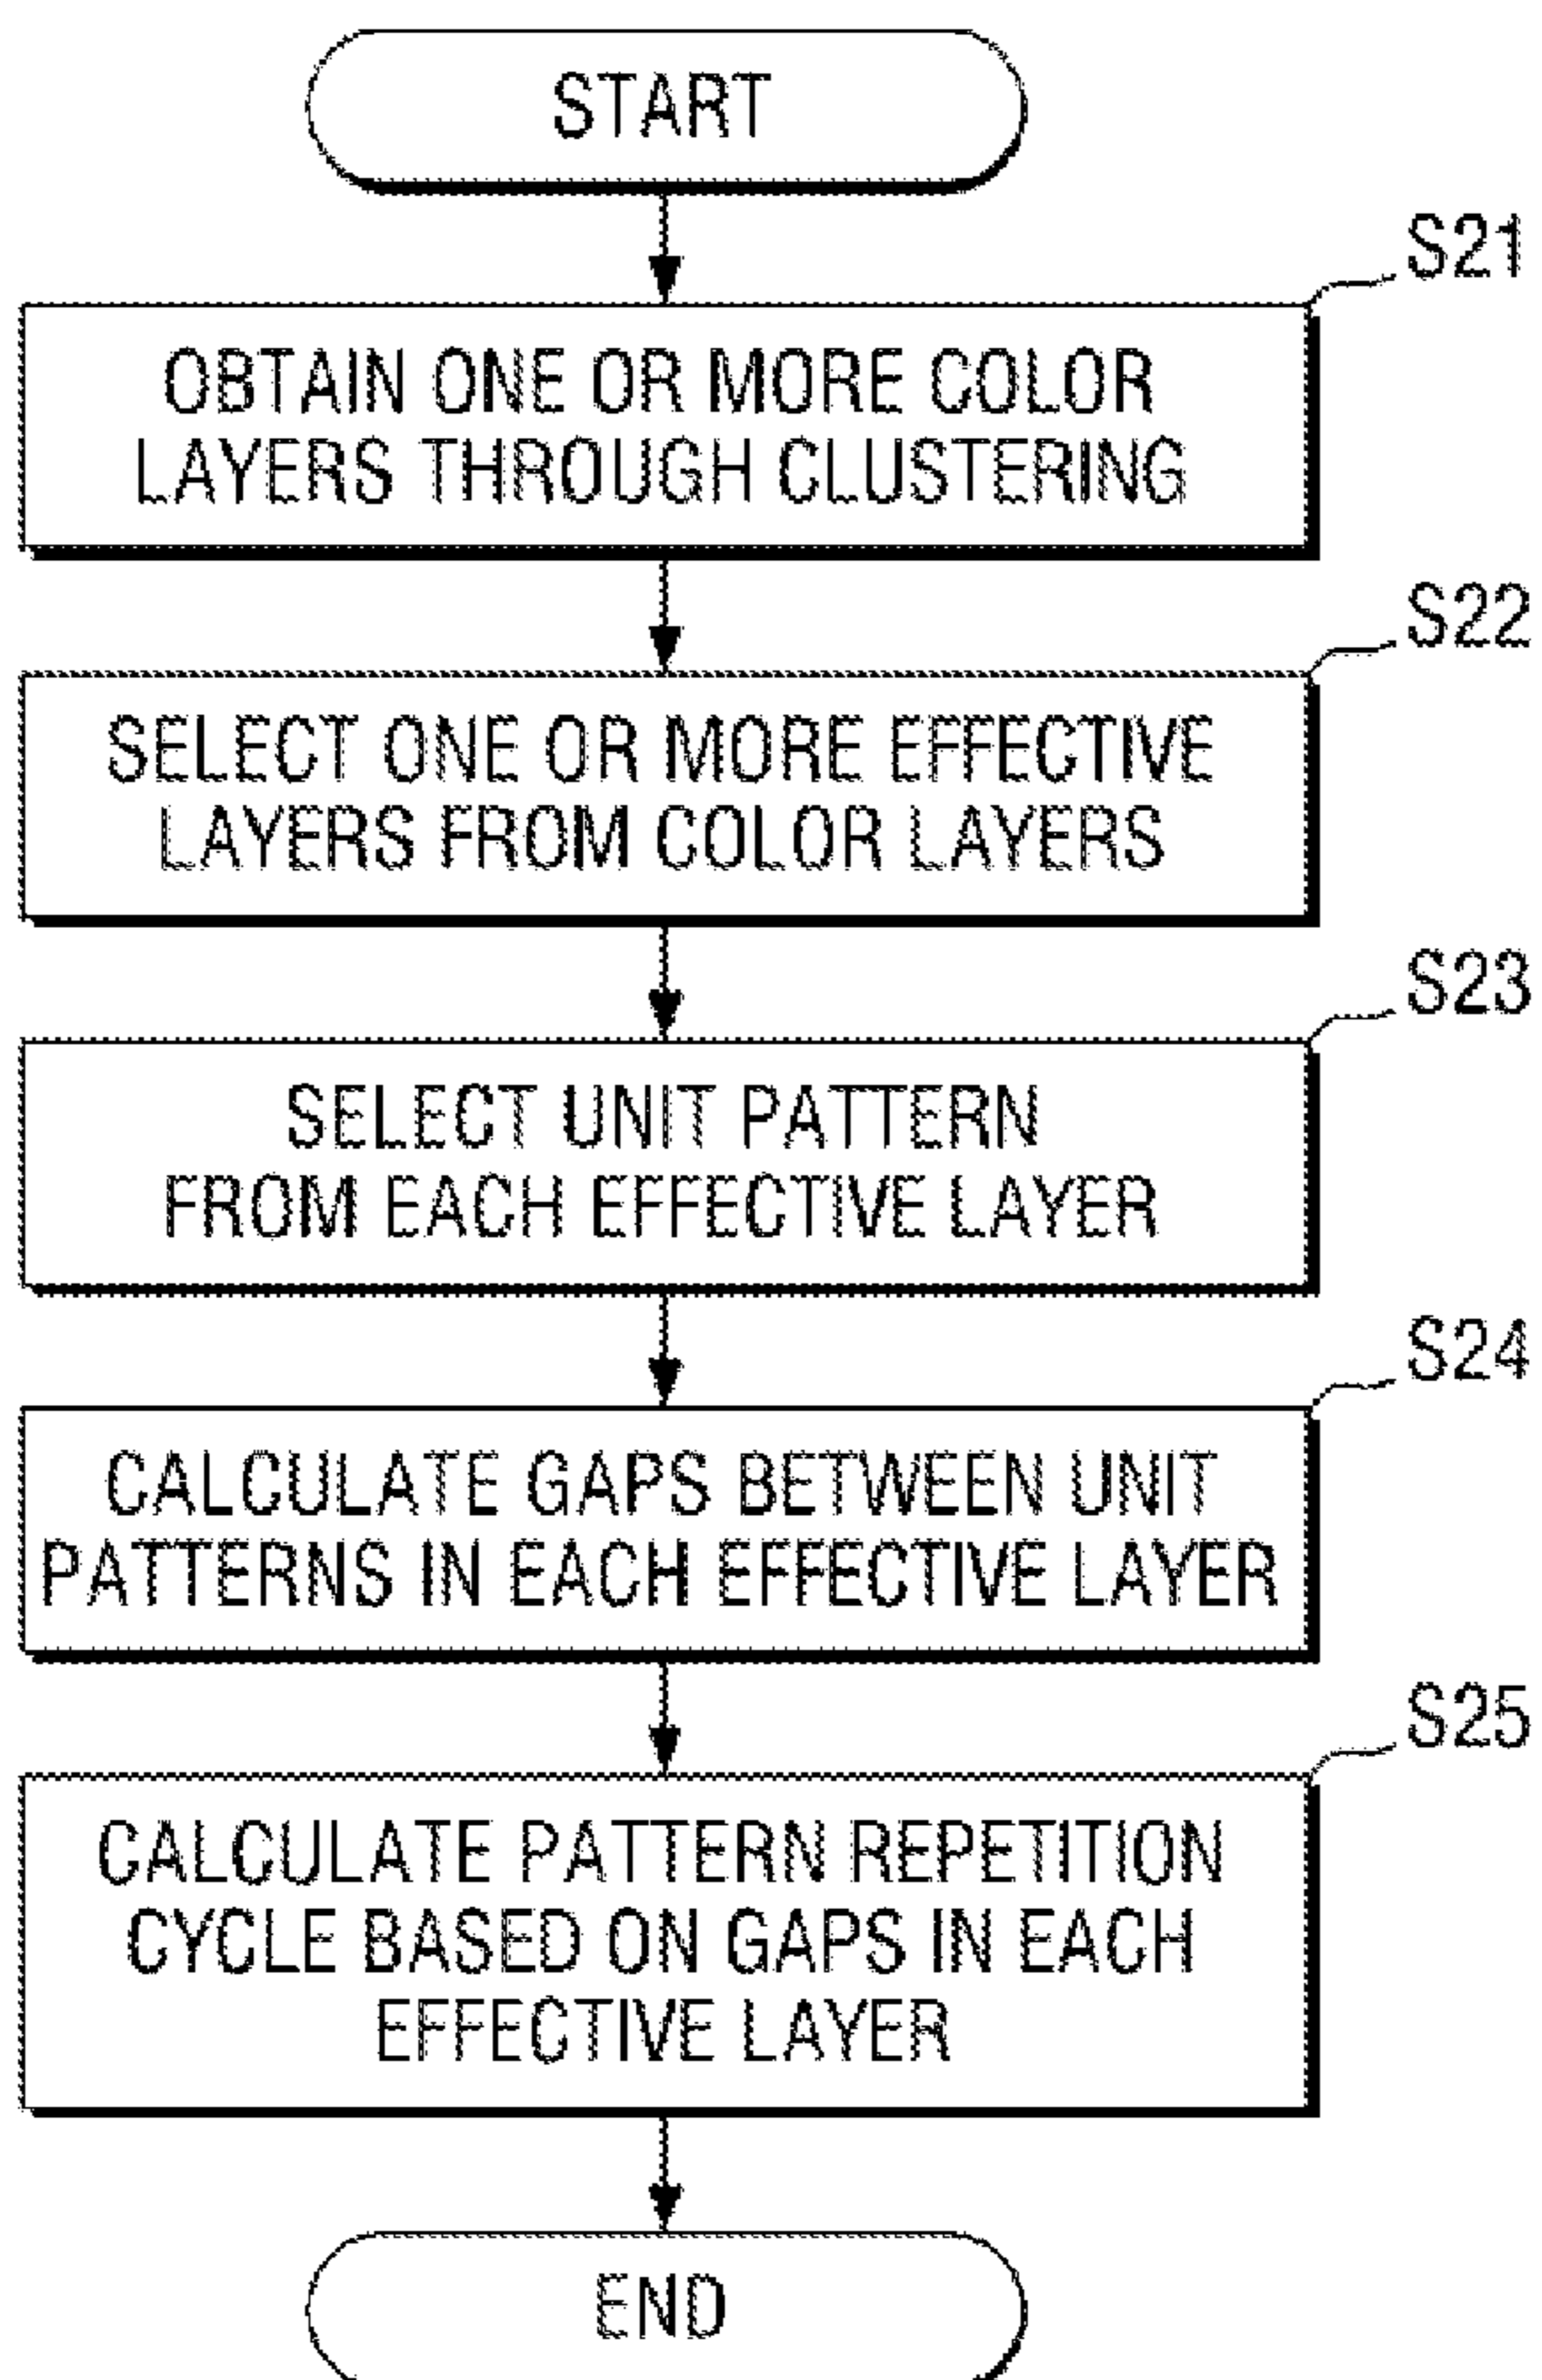 START
S21
OBTAIN ONE OR MORE COLOR
LAYERS THROUGH CLUSTERING
S22
SELECT ONE OR MORE EFFECTIVE
LAYERS FROM COLOR LAYERS
S23
SELECT UNIT PATTERN
FROM EACH EFFECTIVE LAYER
S24
CALCULATE GAPS BETWEEN UNIT
PATTERNS IN EACH EFFECTIVE LAYER
S25
CALCULATE PATTERN REPETITION
CYCLE BASED ON GAPS IN EACH
EFFECTIVE LAYER
END